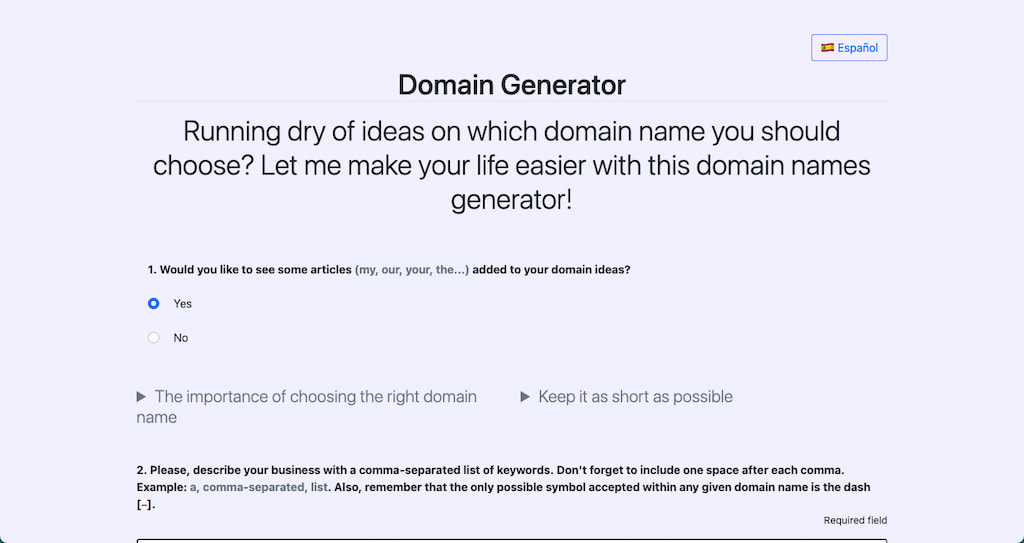 🇪🇸 Español
Domain Generator
Running dry of ideas on which domain name you should
choose? Let me make your life easier with this domain names
generator!
1. Would you like to see some articles (my, our, your, the...) added to your domain ideas?
Yes
No
▶ The importance of choosing the right domain
name
▶ Keep it as short as possible
2. Please, describe your business with a comma-separated list of keywords. Don't forget to include one space after each comma.
Example: a, comma-separated, list. Also, remember that the only possible symbol accepted within any given domain name is the dash
[–].
Required field